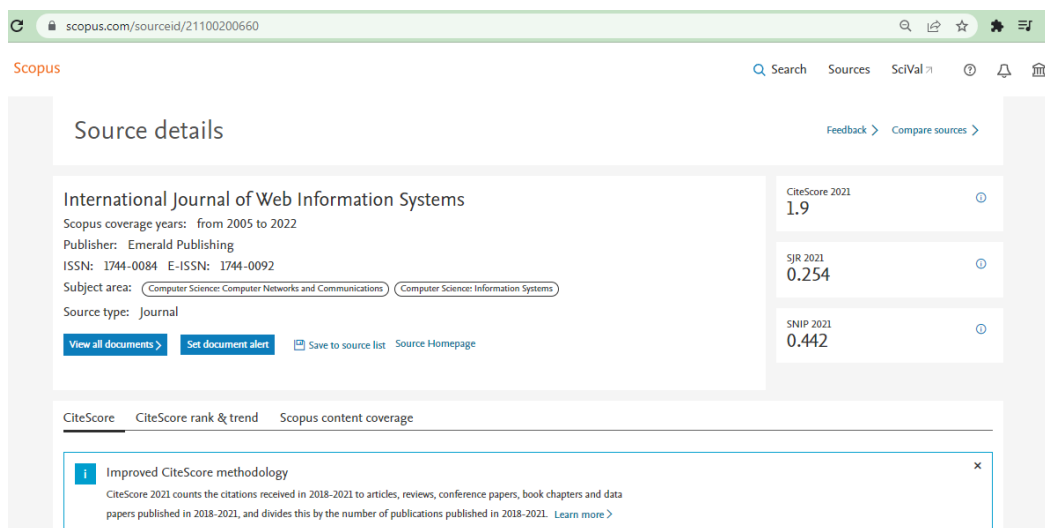 scopus.com/sourceid/21100200660
Scopus
Search Sources SciVal
Source details
Feedback Compare sources
International Journal of Web Information Systems
Scopus coverage years: from 2005 to 2022
Publisher: Emerald Publishing
ISSN: 1744-0084 E-ISSN: 1744-0092
Subject area: Computer Science: Computer Networks and Communications Computer Science: Information Systems
Source type: Journal
View all documents > Set document alert Save to source list Source Homepage
CiteScore 2021
1.9
SJR 2021
0.254
SNIP 2021
0.442
CiteScore CiteScore rank & trend Scopus content coverage
i Improved CiteScore methodology x
CiteScore 2021 counts the citations received in 2018-2021 to articles, reviews, conference papers, book chapters and data
papers published in 2018-2021, and divides this by the number of publications published in 2018-2021. Learn more >